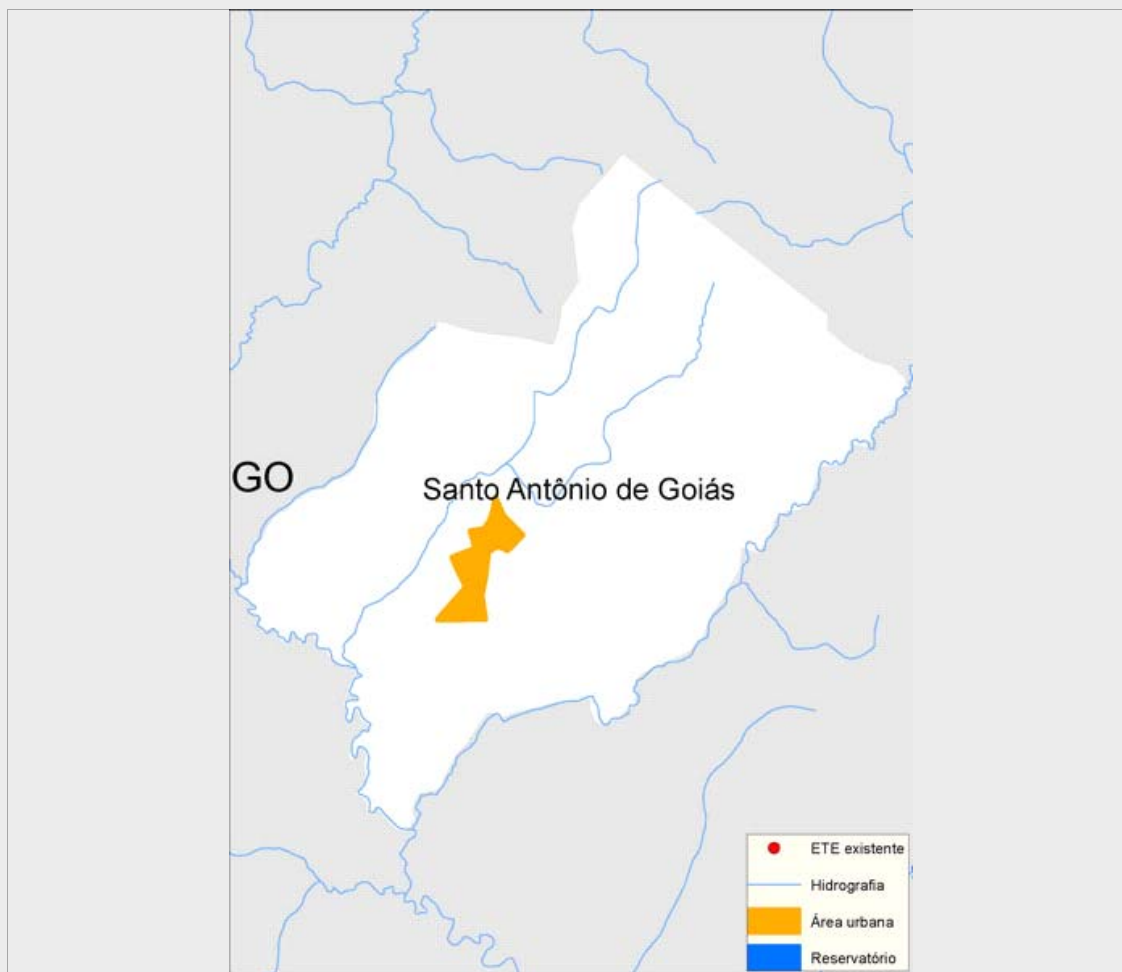 GO
Santo Antônio de Goiás
ETE existente
Hidrografia
Área urbana
Reservatório